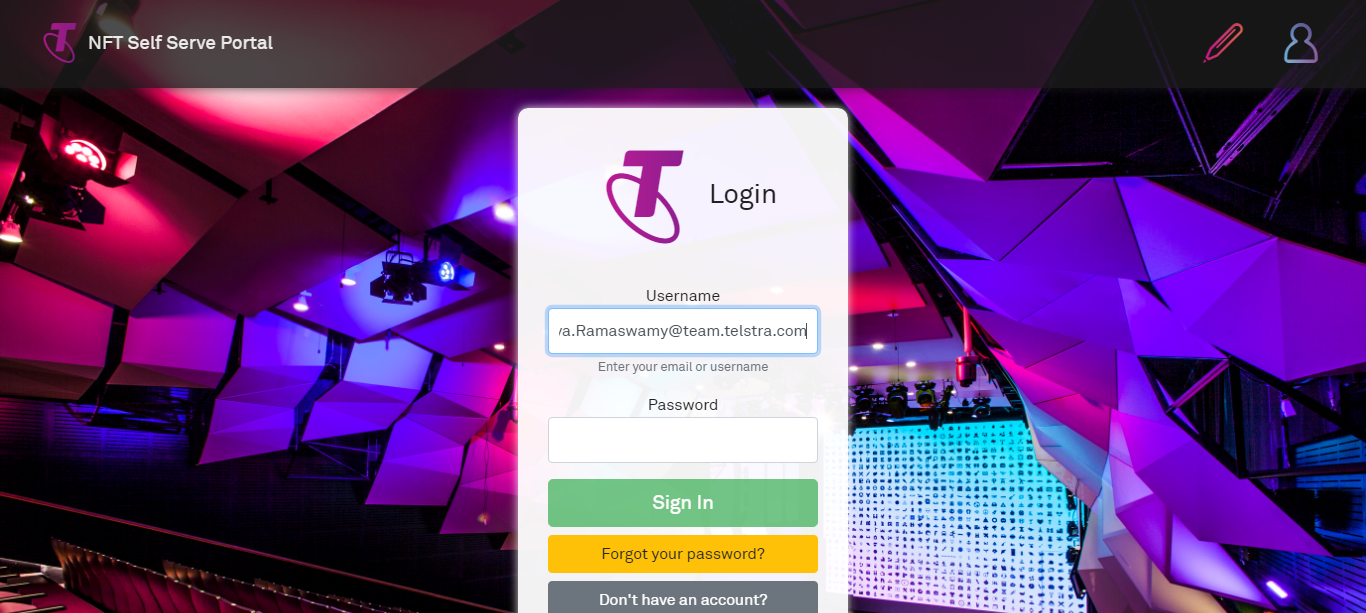 NFT Self Serve Portal
Login
Username
a.Ramaswamy@team.telstra.com
Enter your email or username
Password
Sign In
Forgot your password?
Don't have an account?